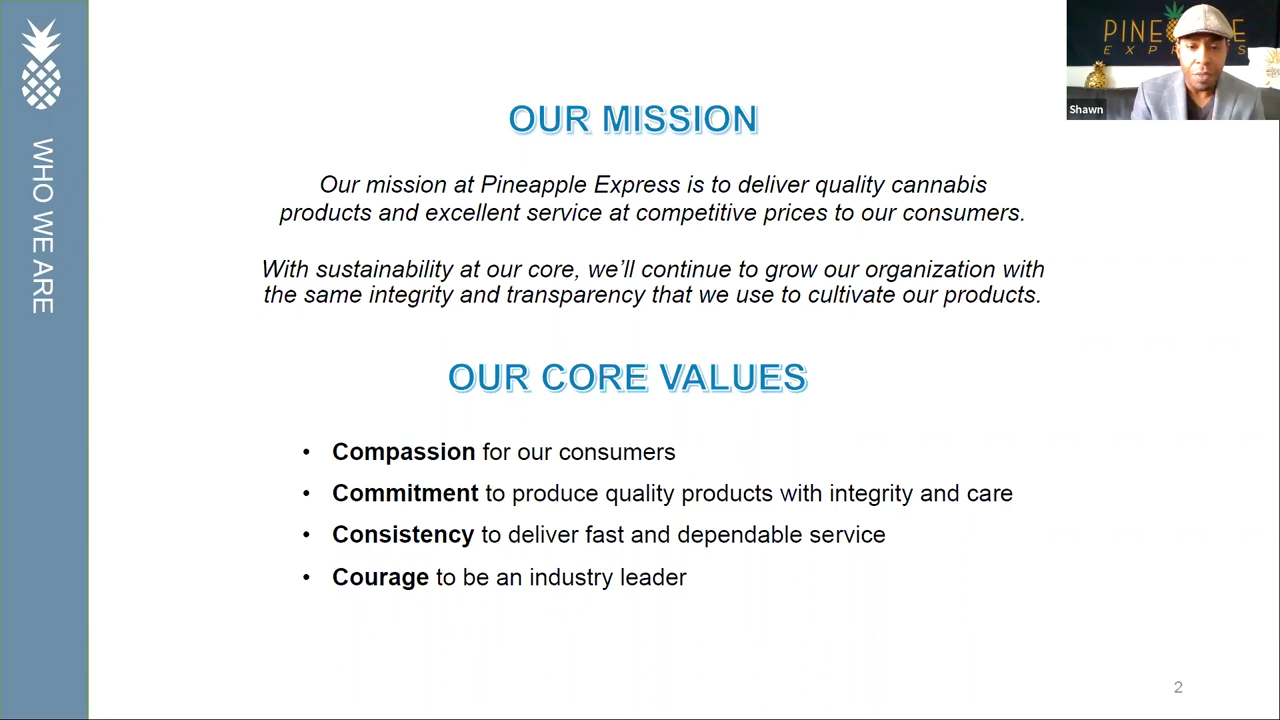 WHO WE ARE
OUR MISSION
Our mission at Pineapple Express is to deliver quality cannabis
products and excellent service at competitive prices to our consumers.
With sustainability at our core, we'll continue to grow our organization with
the same integrity and transparency that we use to cultivate our products.
OUR CORE VALUES
• Compassion for our consumers
• Commitment to produce quality products with integrity and care
• Consistency to deliver fast and dependable service
• Courage to be an industry leader
2
Shawn